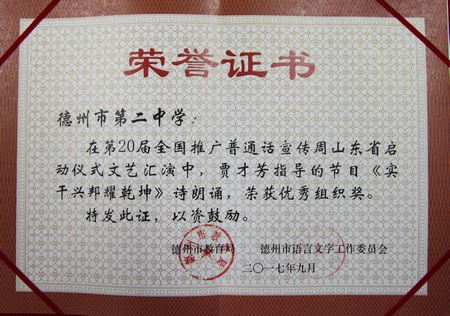 荣誉证书
德州市第二中学：
在第20届全国推广普通话宣传周山东省启
动仪式文艺汇演中，贾才芳指导的节目《实
干兴邦耀乾坤》诗朗诵，荣获优秀组织奖。
特发此证，以资鼓励。
德州市教育局 德州市语言文字工作委员会
二〇一七年九月